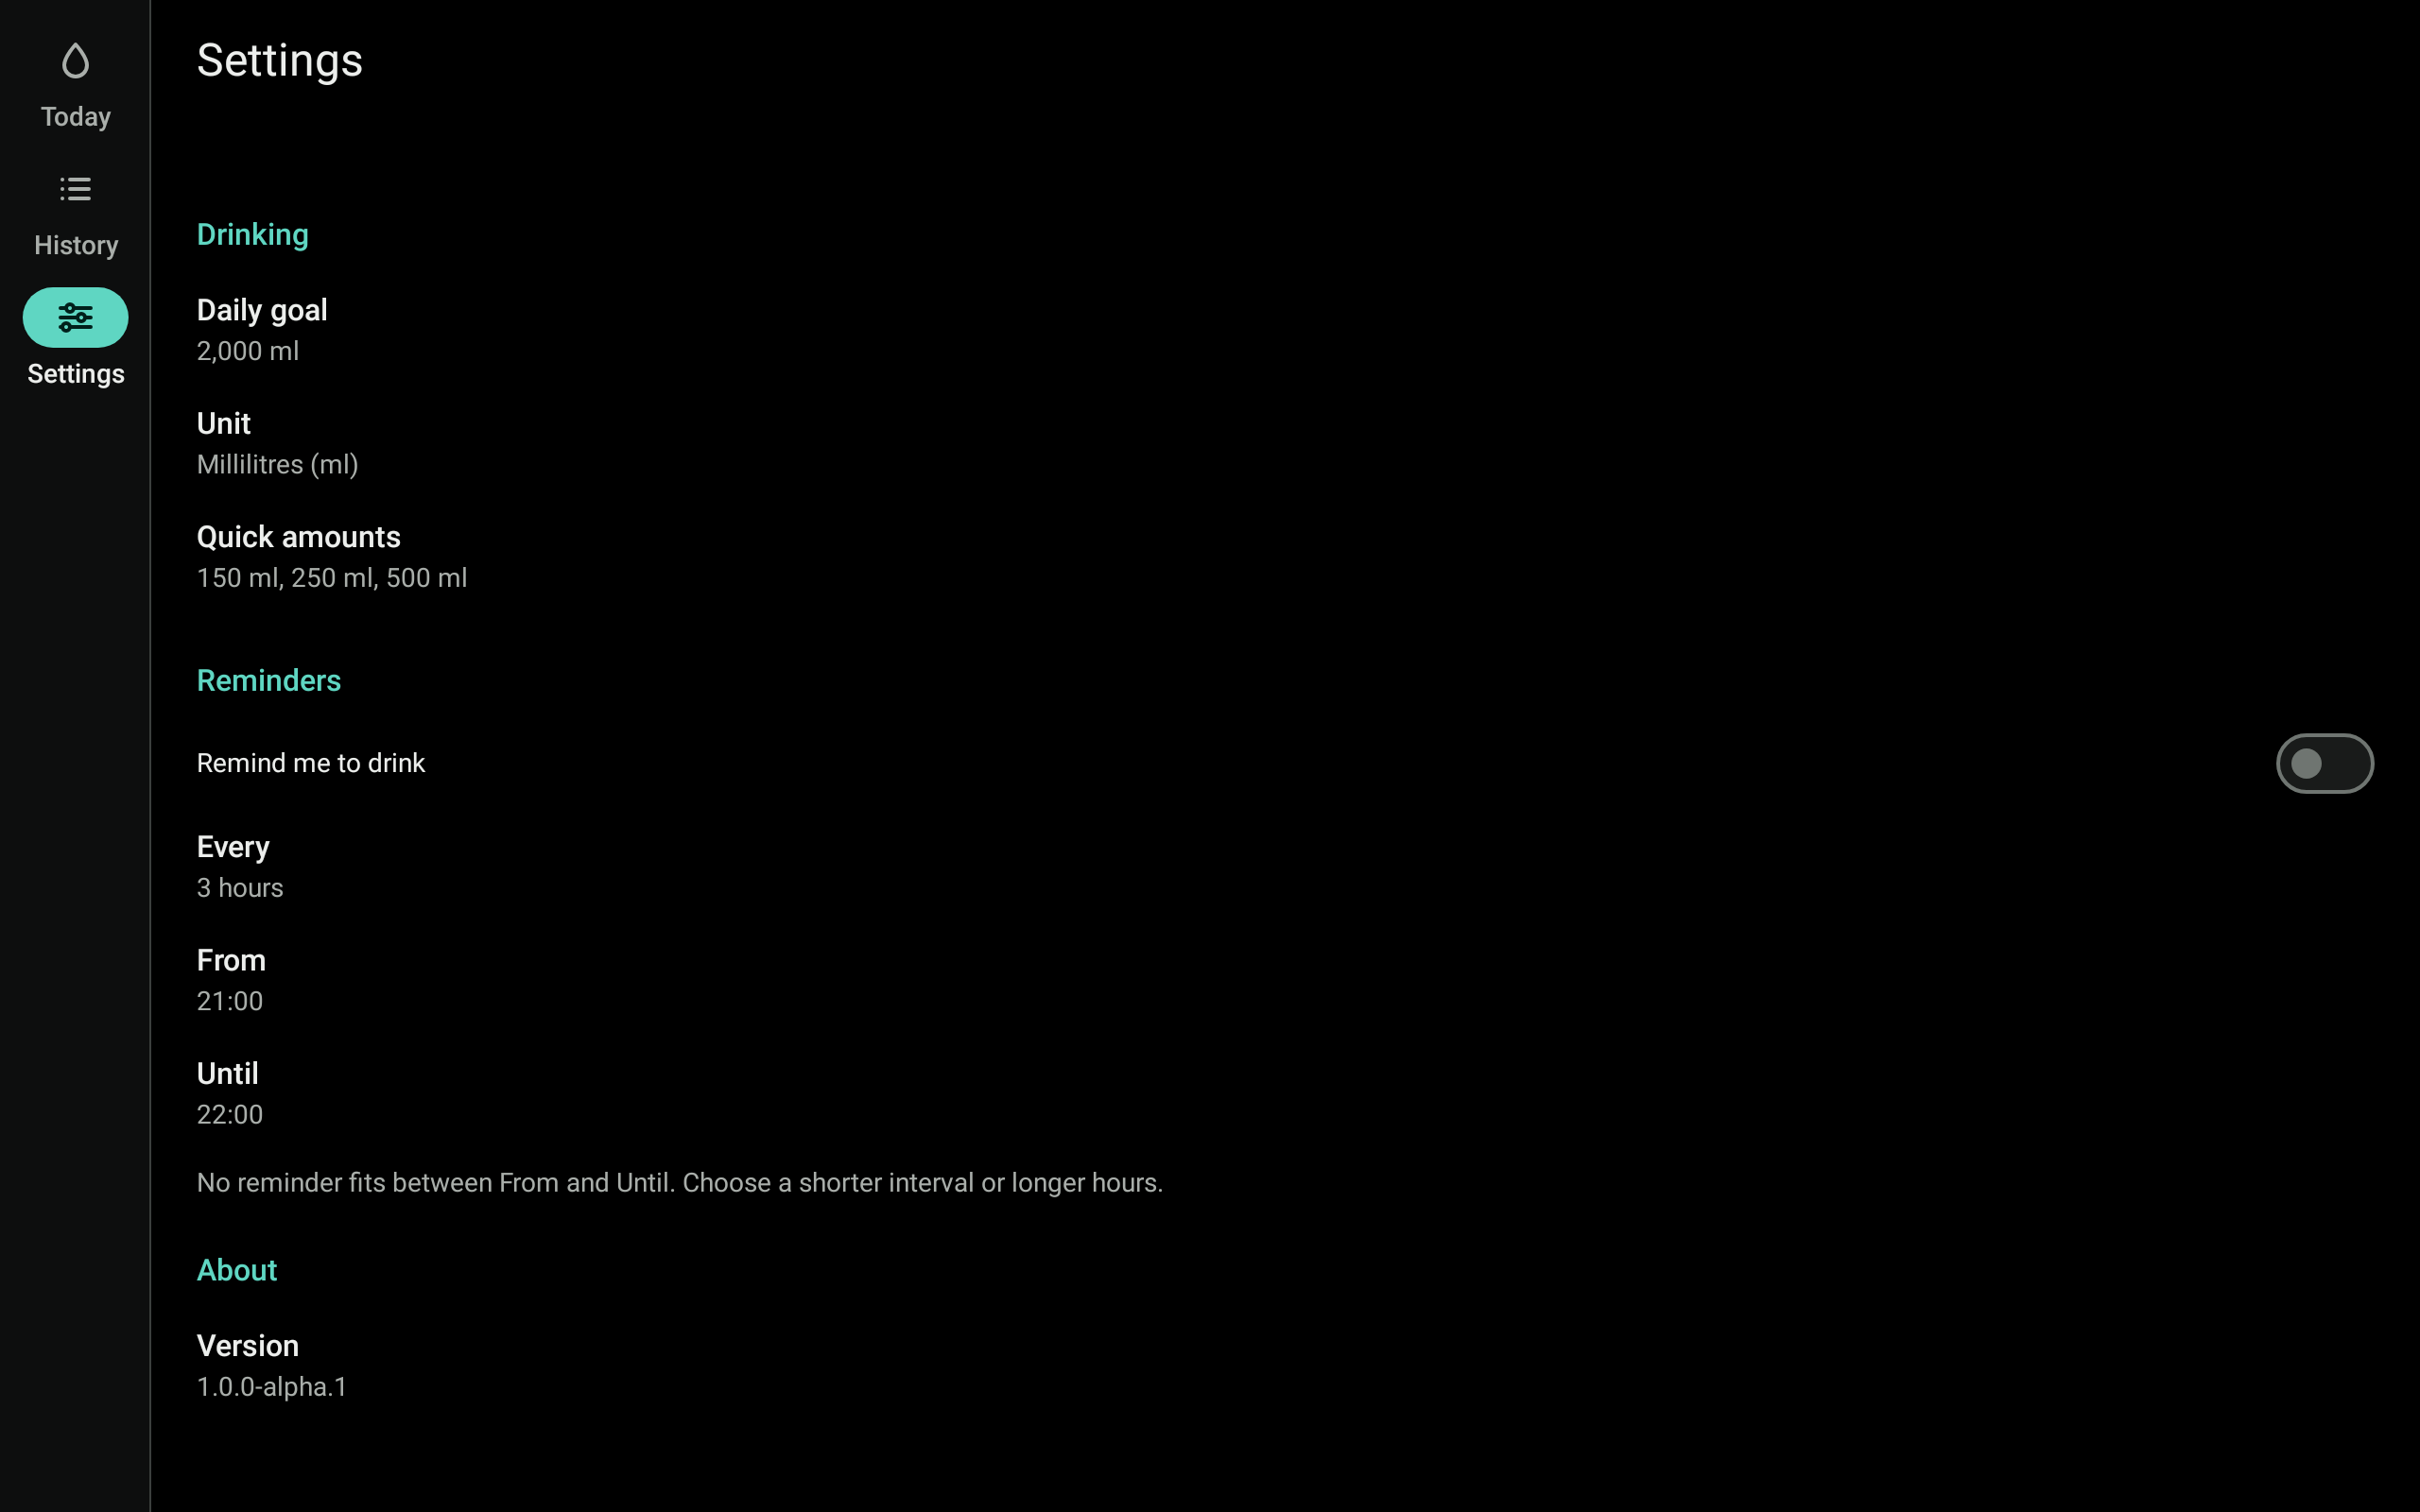 Today
History
Settings
Settings
Drinking
Daily goal
2,000 ml
Unit
Millilitres (ml)
Quick amounts
150 ml, 250 ml, 500 ml
Reminders
Remind me to drink
Every
3 hours
From
21:00
Until
22:00
No reminder fits between From and Until. Choose a shorter interval or longer hours.
About
Version
1.0.0-alpha.1